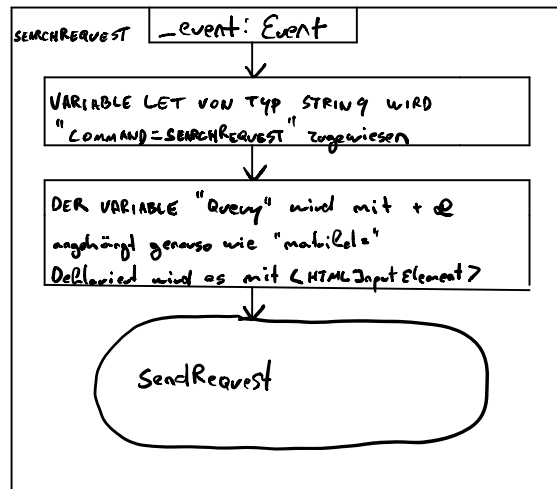 SEARCHREQUEST
_event: Event
VARIABLE LET VON TYP STRING WIRD
"COMMAND=SEARCHREQUEST" zugewiesen
DER VARIABLE "Query" wird mit + &
angehängt genauso wie "matrikel="
Deklariert wird es mit <HTMLInputElement>
SendRequest